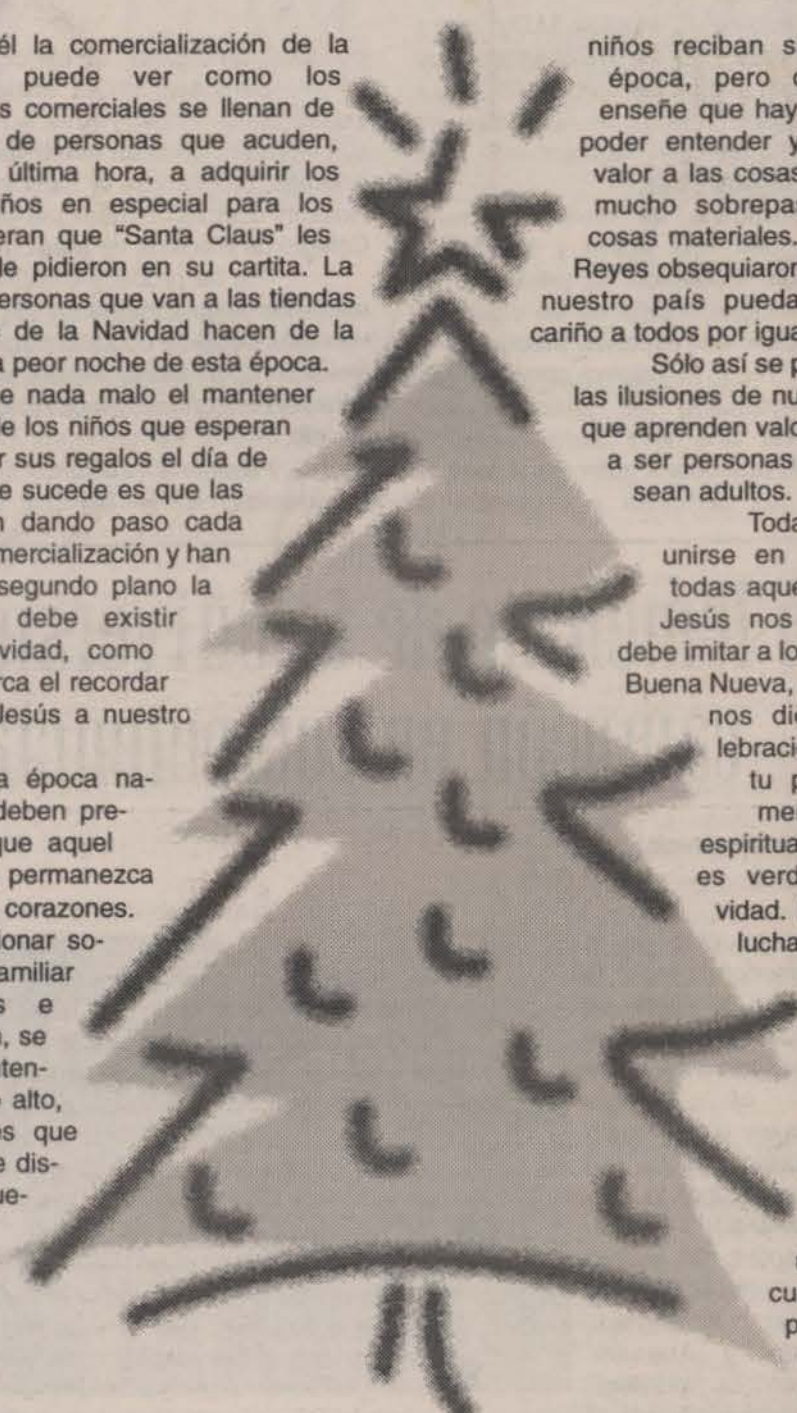 él la comercialización de la
puede ver como los
s comerciales se llenan de
de personas que acuden,
última hora, a adquirir los
ños en especial para los
eran que “Santa Claus” les
le pidieron en su cartita. La
ersonas que van a las tiendas
de la Navidad hacen de la
a peor noche de esta época.
e nada malo el mantener
e los niños que esperan
r sus regalos el día de
e sucede es que las
n dando paso cada
mercialización y han
segundo plano la
debe existir
vidad, como
rca el recordar
Jesús a nuestro
a época na-
deben pre-
que aquel
permanezca
corazones.
ionar so-
amiliar
s e
, se
ten-
alto,
es que
e dis-
ue-
niños reciban s
época, pero
enseñe que hay
poder entender y
valor a las cosas
mucho sobrepa
cosas materiales.
Reyes obsequiaron
nuestro país pueda
cariño a todos por igua
Sólo así se p
las ilusiones de nu
que aprenden valo
a ser personas
sean adultos.
Toda
unirse en
todas aque
Jesús nos
debe imitar a lo
Buena Nueva,
nos die
lebraci
tu p
me
espiritua
es verd
vidad.
lucha
cu
p